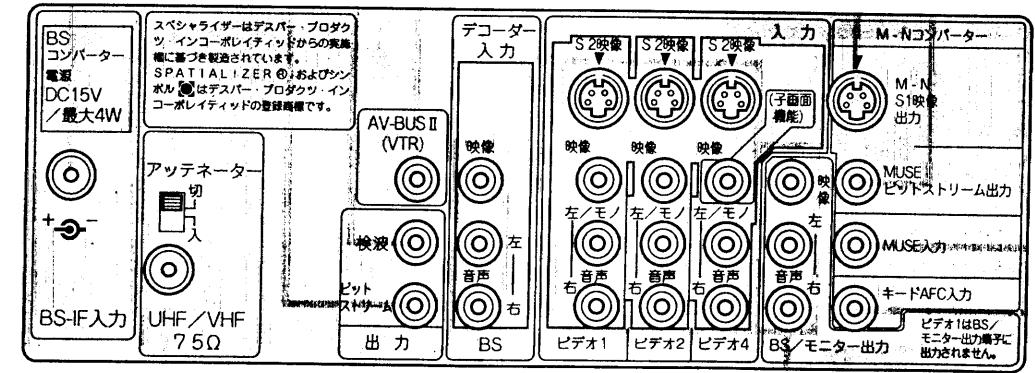 BS
コンバーター
電源
DC15V
／最大4W
+ -
BS-IF入力
スペシャライザーはデスパー・プロダク
ツ インコーポレイティッドからの実施
権に基づき製造されています。
SPATIALIZER®およびシン
ボル はデスパー・プロダクツ・イン
コーポレイティッドの登録商標です。
アッテネーター
切
入
UHF／VHF
75Ω
AV-BUSⅡ
(VTR)
検波
ビット
ストリーム
出 力
デコーダー
入力
映像
左
音声
右
BS
入 力
S2映像
S2映像
S2映像
(子画面
機能)
映像
映像
映像
左／モノ
左／モノ
左／モノ
音声
音声
音声
右
右
右
ビデオ1
ビデオ2
ビデオ4
映像
左
音声
右
BS／モニター出力
M-Nコンバーター
M-N
S1映像
出力
MUSE
ビットストリーム出力
MUSE入力
キードAFC入力
ビデオ1はBS／
モニター出力端子に
出力されません。